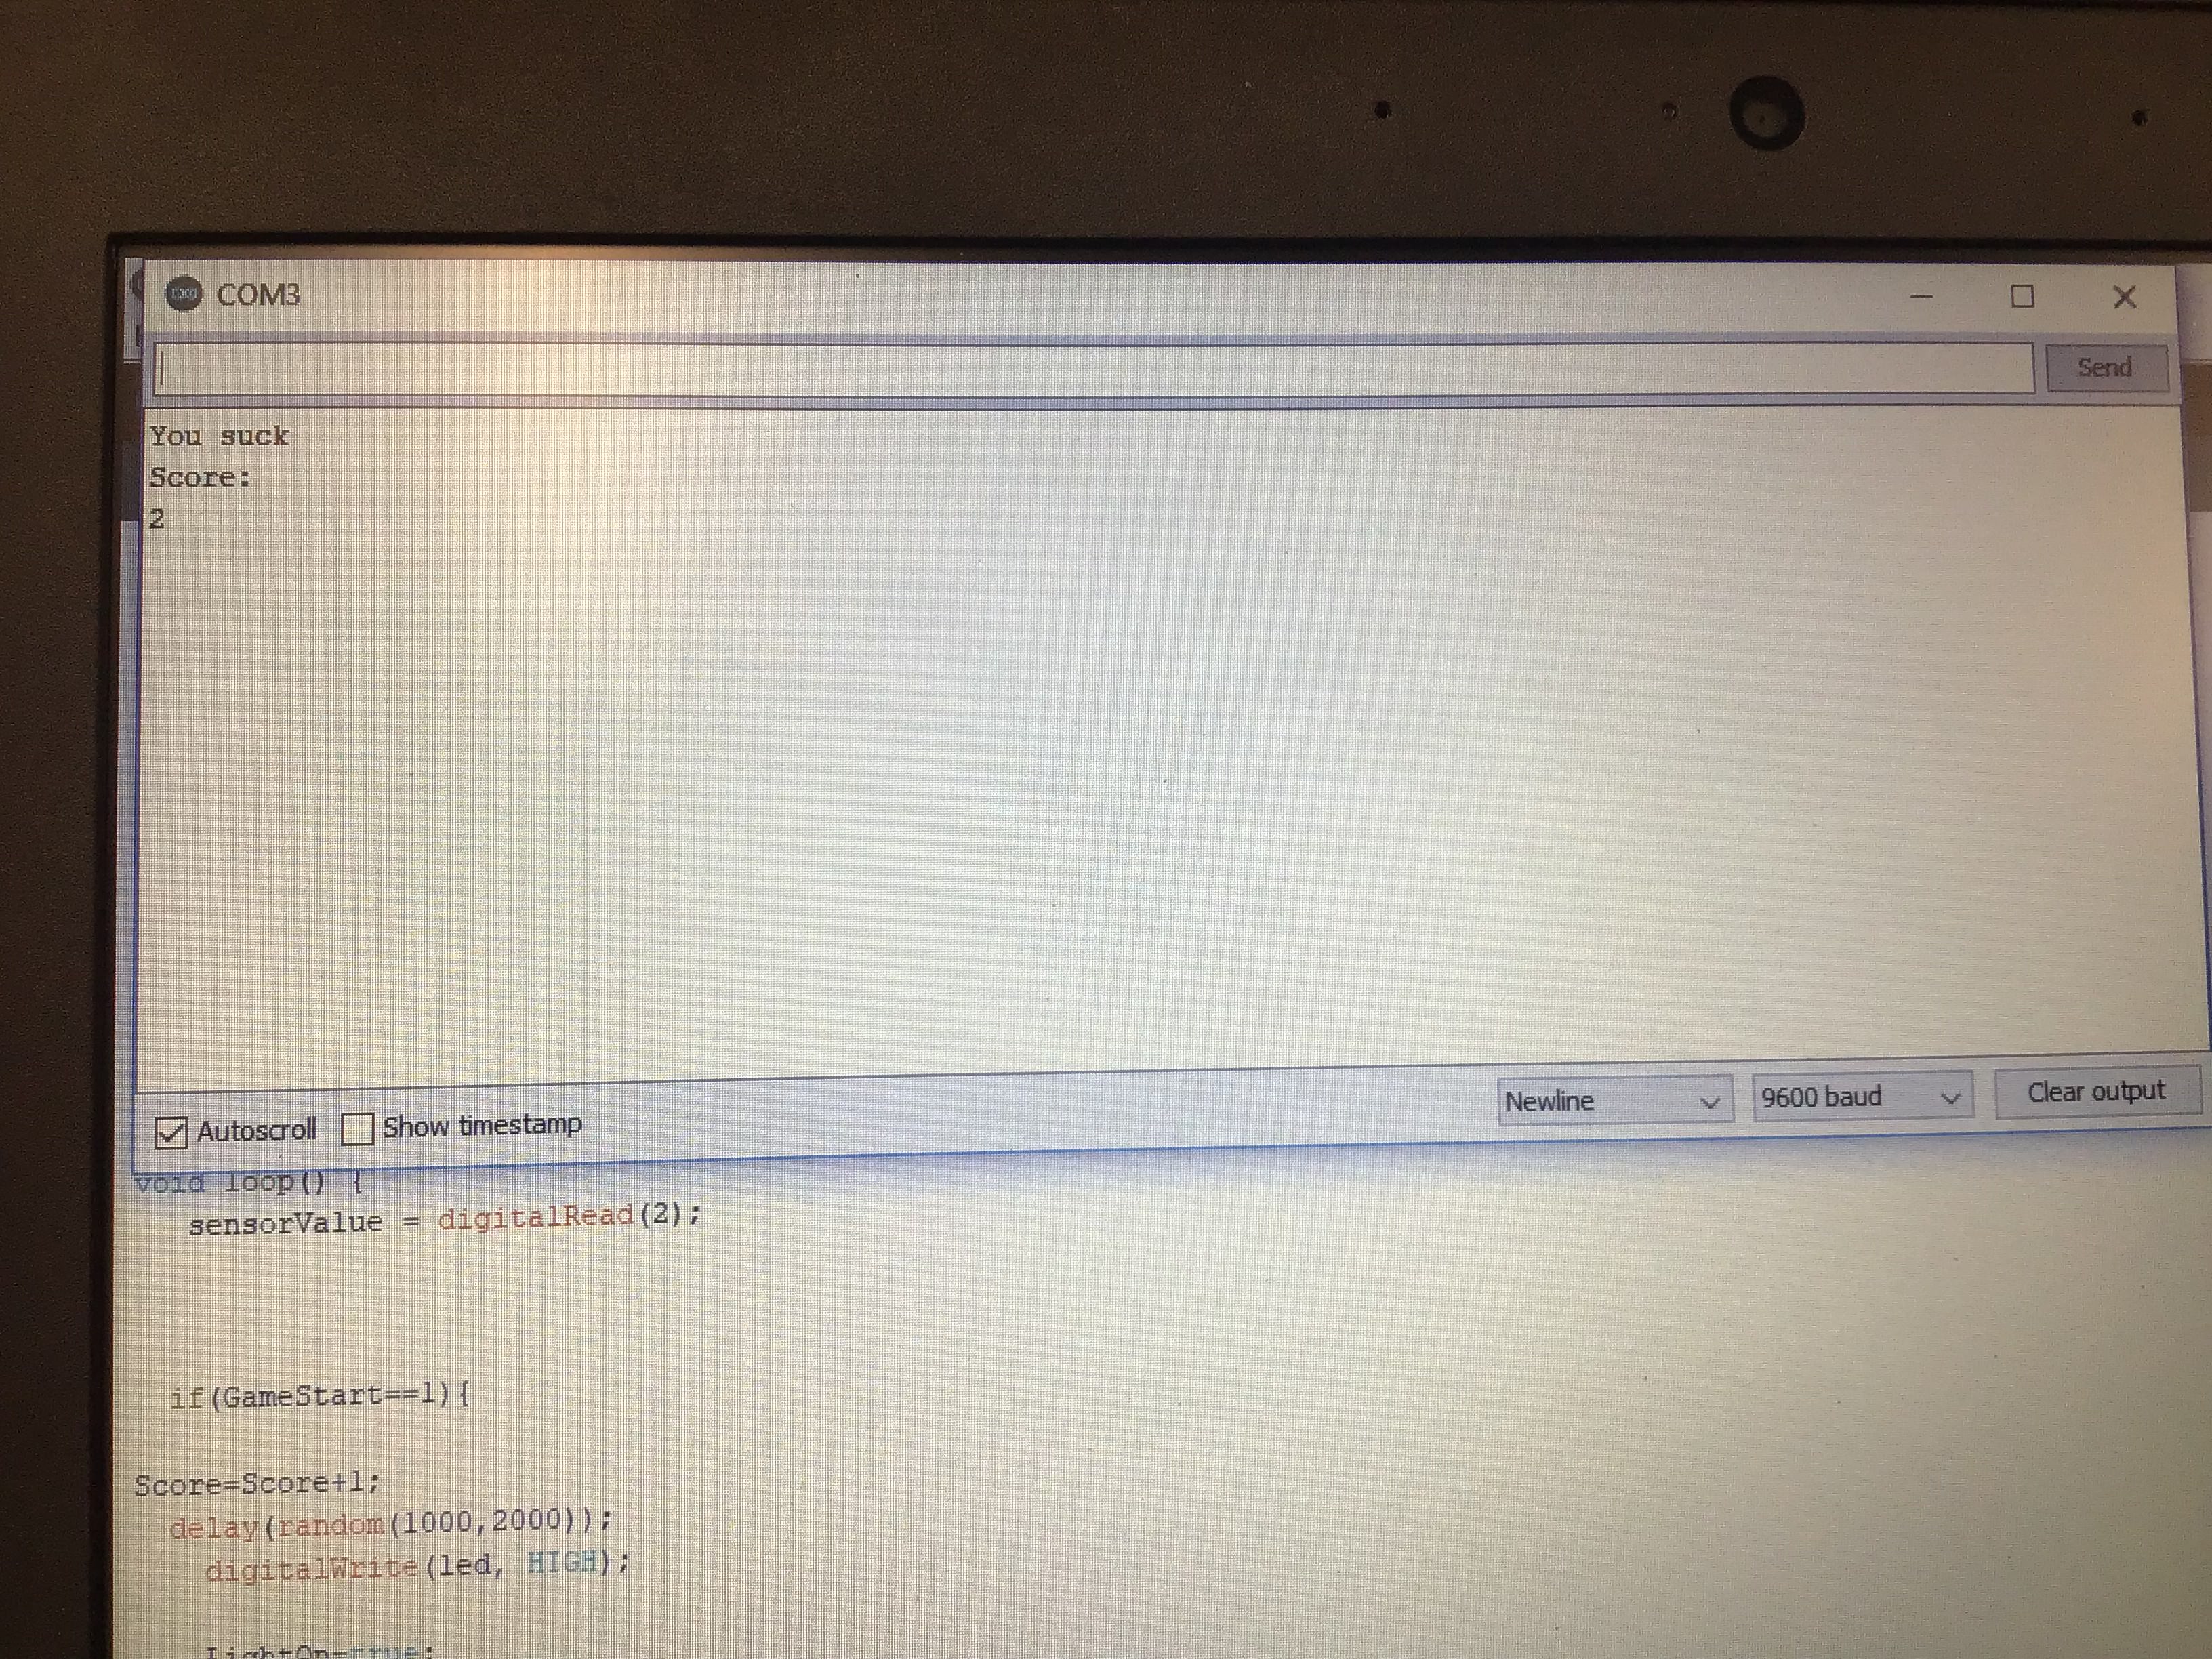 COM3
Send
You suck
Score:
2
Autoscroll Show timestamp Newline 9600 baud Clear output
void loop() {
sensorValue = digitalRead(2);
if(GameStart==1){
Score=Score+1;
delay(random(1000,2000));
digitalWrite(led, HIGH);
LightOn=true;